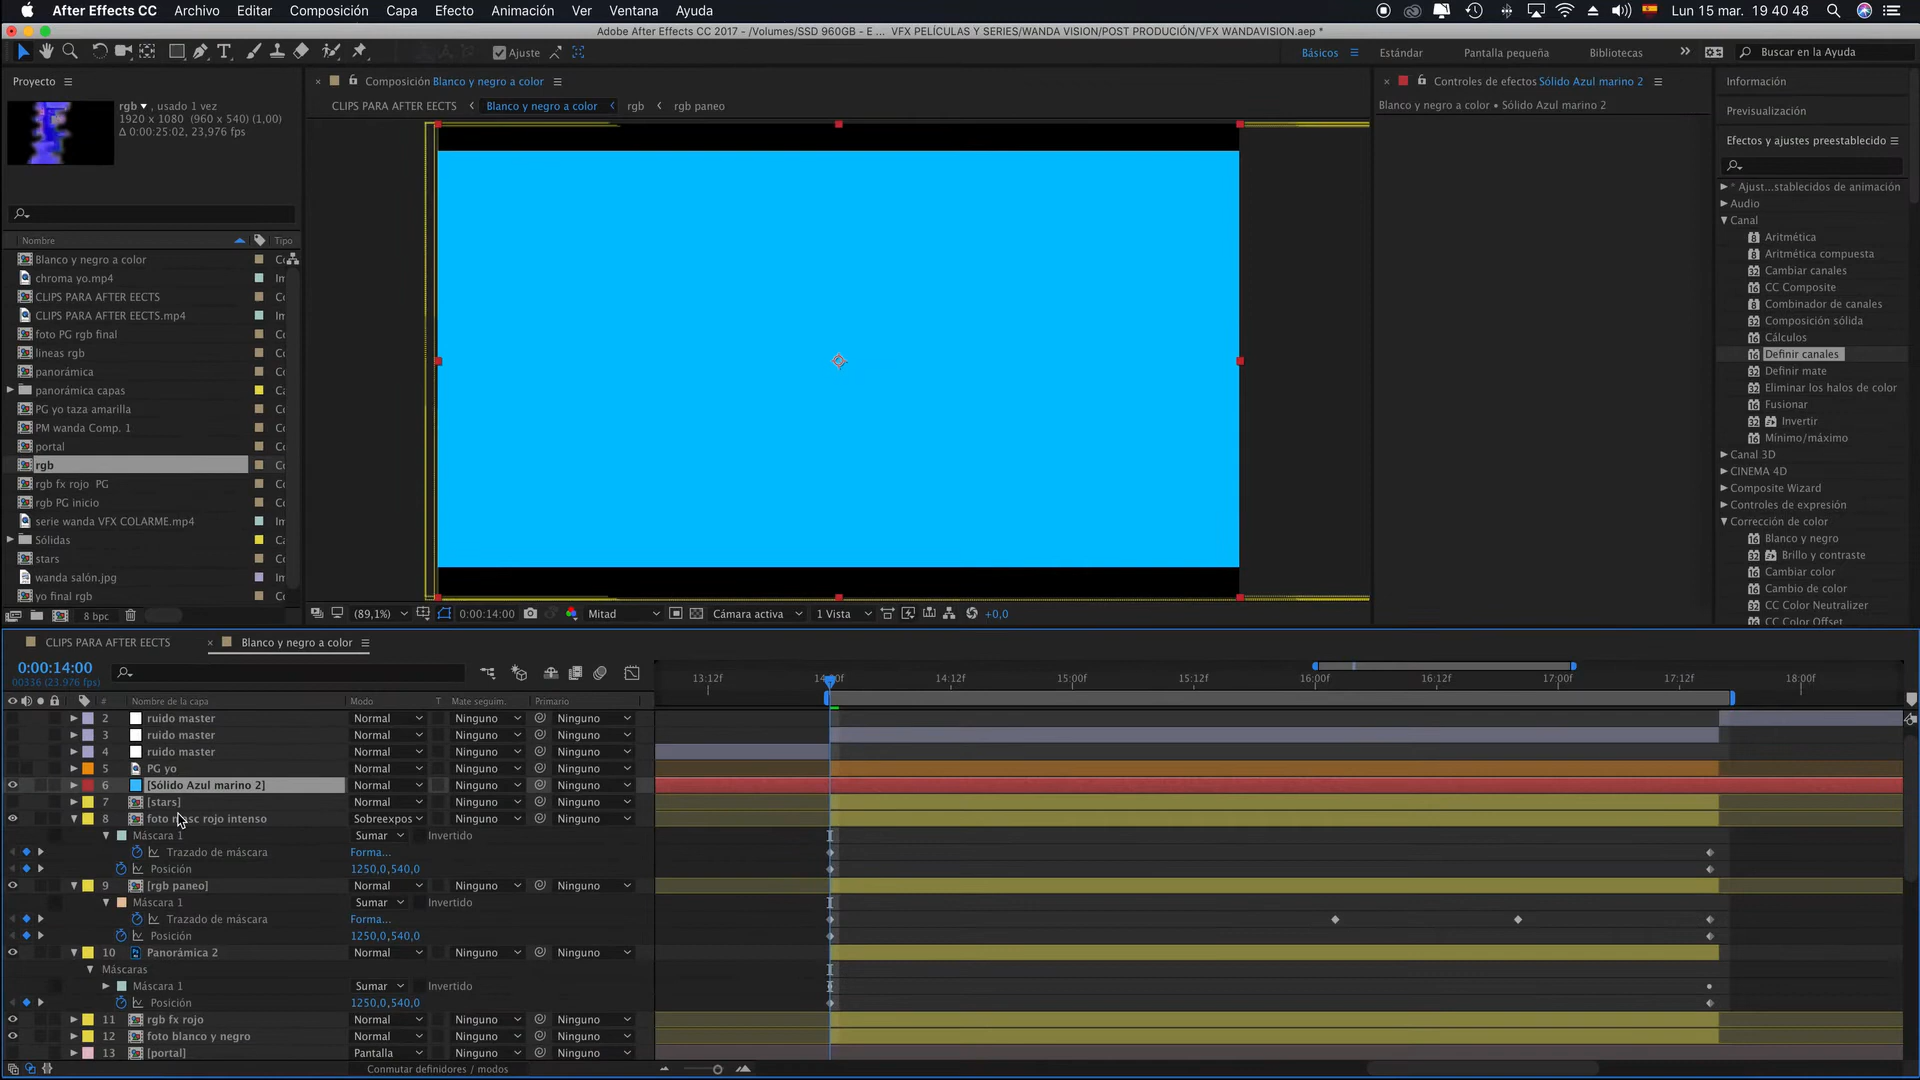 After Effects CC Archivo Editar Composición Capa Efecto Animación Ver Ventana Ayuda Lun 15 mar. 19 40 48
Adobe After Effects CC 2017 - /Volumes/SSD 960GB - E ... VFX PELÍCULAS Y SERIES/WANDA VISION/POST PRODUCIÓN/VFX WANDAVISION.aep *
Ajuste Básicos Estándar Pantalla pequeña Bibliotecas Buscar en la Ayuda
Proyecto
rgb , usado 1 vez
1920 x 1080 (960 x 540) (1,00)
Δ 0:00:25:02, 23,976 fps
Nombre Tipo
Blanco y negro a color
chroma yo.mp4
CLIPS PARA AFTER EECTS
CLIPS PARA AFTER EECTS.mp4
foto PG rgb final
lineas rgb
panorámica
panorámica capas
PG yo taza amarilla
PM wanda Comp. 1
portal
rgb
rgb fx rojo PG
rgb PG inicio
serie wanda VFX COLARME.mp4
Sólidas
stars
wanda salón.jpg
yo final rgb
8 bpc
Composición Blanco y negro a color
CLIPS PARA AFTER EECTS Blanco y negro a color rgb rgb paneo
(89,1%) 0:00:14:00 Mitad Cámara activa 1 Vista +0,0
Controles de efectos Sólido Azul marino 2
Blanco y negro a color • Sólido Azul marino 2
Información
Previsualización
Efectos y ajustes preestablecido
* Ajust...stablecidos de animación
Audio
Canal
Aritmética
Aritmética compuesta
Cambiar canales
CC Composite
Combinador de canales
Composición sólida
Cálculos
Definir canales
Definir mate
Eliminar los halos de color
Fusionar
Invertir
Mínimo/máximo
Canal 3D
CINEMA 4D
Composite Wizard
Controles de expresión
Corrección de color
Blanco y negro
Brillo y contraste
Cambiar color
Cambio de color
CC Color Neutralizer
CC Color Offset
CLIPS PARA AFTER EECTS Blanco y negro a color
0:00:14:00
00336 (23.976 fps)
13:12f 14:12f 15:00f 15:12f 16:00f 16:12f 17:00f 17:12f 18:00f
# Nombre de la capa Modo T Mate seguim. Primario
2 ruido master Normal Ninguno Ninguno
3 ruido master Normal Ninguno Ninguno
4 ruido master Normal Ninguno Ninguno
5 PG yo Normal Ninguno Ninguno
6 [Sólido Azul marino 2] Normal Ninguno Ninguno
7 [stars] Normal Ninguno Ninguno
8 rojo intenso Sobreexpos Ninguno Ninguno
Máscara 1 Sumar Invertido
Trazado de máscara Forma...
Posición 1250,0,540,0
9 [rgb paneo] Normal Ninguno Ninguno
Máscara 1 Sumar Invertido
Trazado de máscara Forma...
Posición 1250,0,540,0
10 Panorámica 2 Normal Ninguno Ninguno
Máscaras
Máscara 1 Sumar Invertido
Posición 1250,0,540,0
11 rgb fx rojo Normal Ninguno Ninguno
12 foto blanco y negro Normal Ninguno Ninguno
13 [portal] Pantalla Ninguno Ninguno
Conmutar definidores / modos